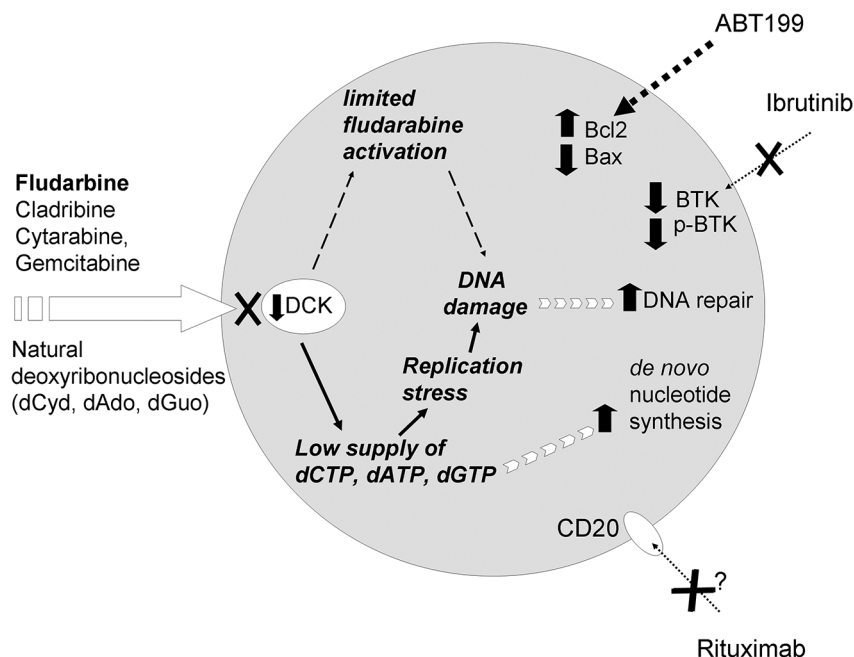 ABT199
Ibrutinib
limited
fludarabine
activation
Bcl2
Bax
BTK
p-BTK
Fludarbine
Cladribine
Cytarabine,
Gemcitabine
DCK
DNA
damage
DNA repair
Natural
deoxyribonucleosides
(dCyd, dAdo, dGuo)
Replication
stress
de novo
nucleotide
synthesis
Low supply of
dCTP, dATP, dGTP
CD20
?
Rituximab